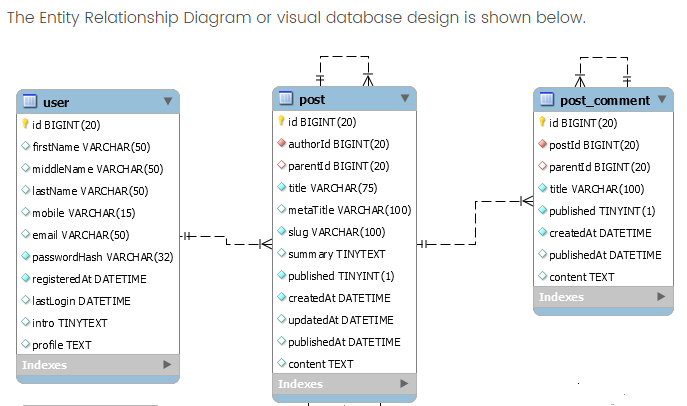 The Entity Relationship Diagram or visual database design is shown below.
user
id BIGINT(20)
firstName VARCHAR(50)
middleName VARCHAR(50)
lastName VARCHAR(50)
mobile VARCHAR(15)
email VARCHAR(50)
passwordHash VARCHAR(32)
registeredAt DATETIME
lastLogin DATETIME
intro TINYTEXT
profile TEXT
Indexes
post
id BIGINT(20)
authorId BIGINT(20)
parentId BIGINT(20)
title VARCHAR(75)
metaTitle VARCHAR(100)
slug VARCHAR(100)
summary TINYTEXT
published TINYINT(1)
createdAt DATETIME
updatedAt DATETIME
publishedAt DATETIME
content TEXT
Indexes
post_comment
id BIGINT(20)
postId BIGINT(20)
parentId BIGINT(20)
title VARCHAR(100)
published TINYINT(1)
createdAt DATETIME
publishedAt DATETIME
content TEXT
Indexes